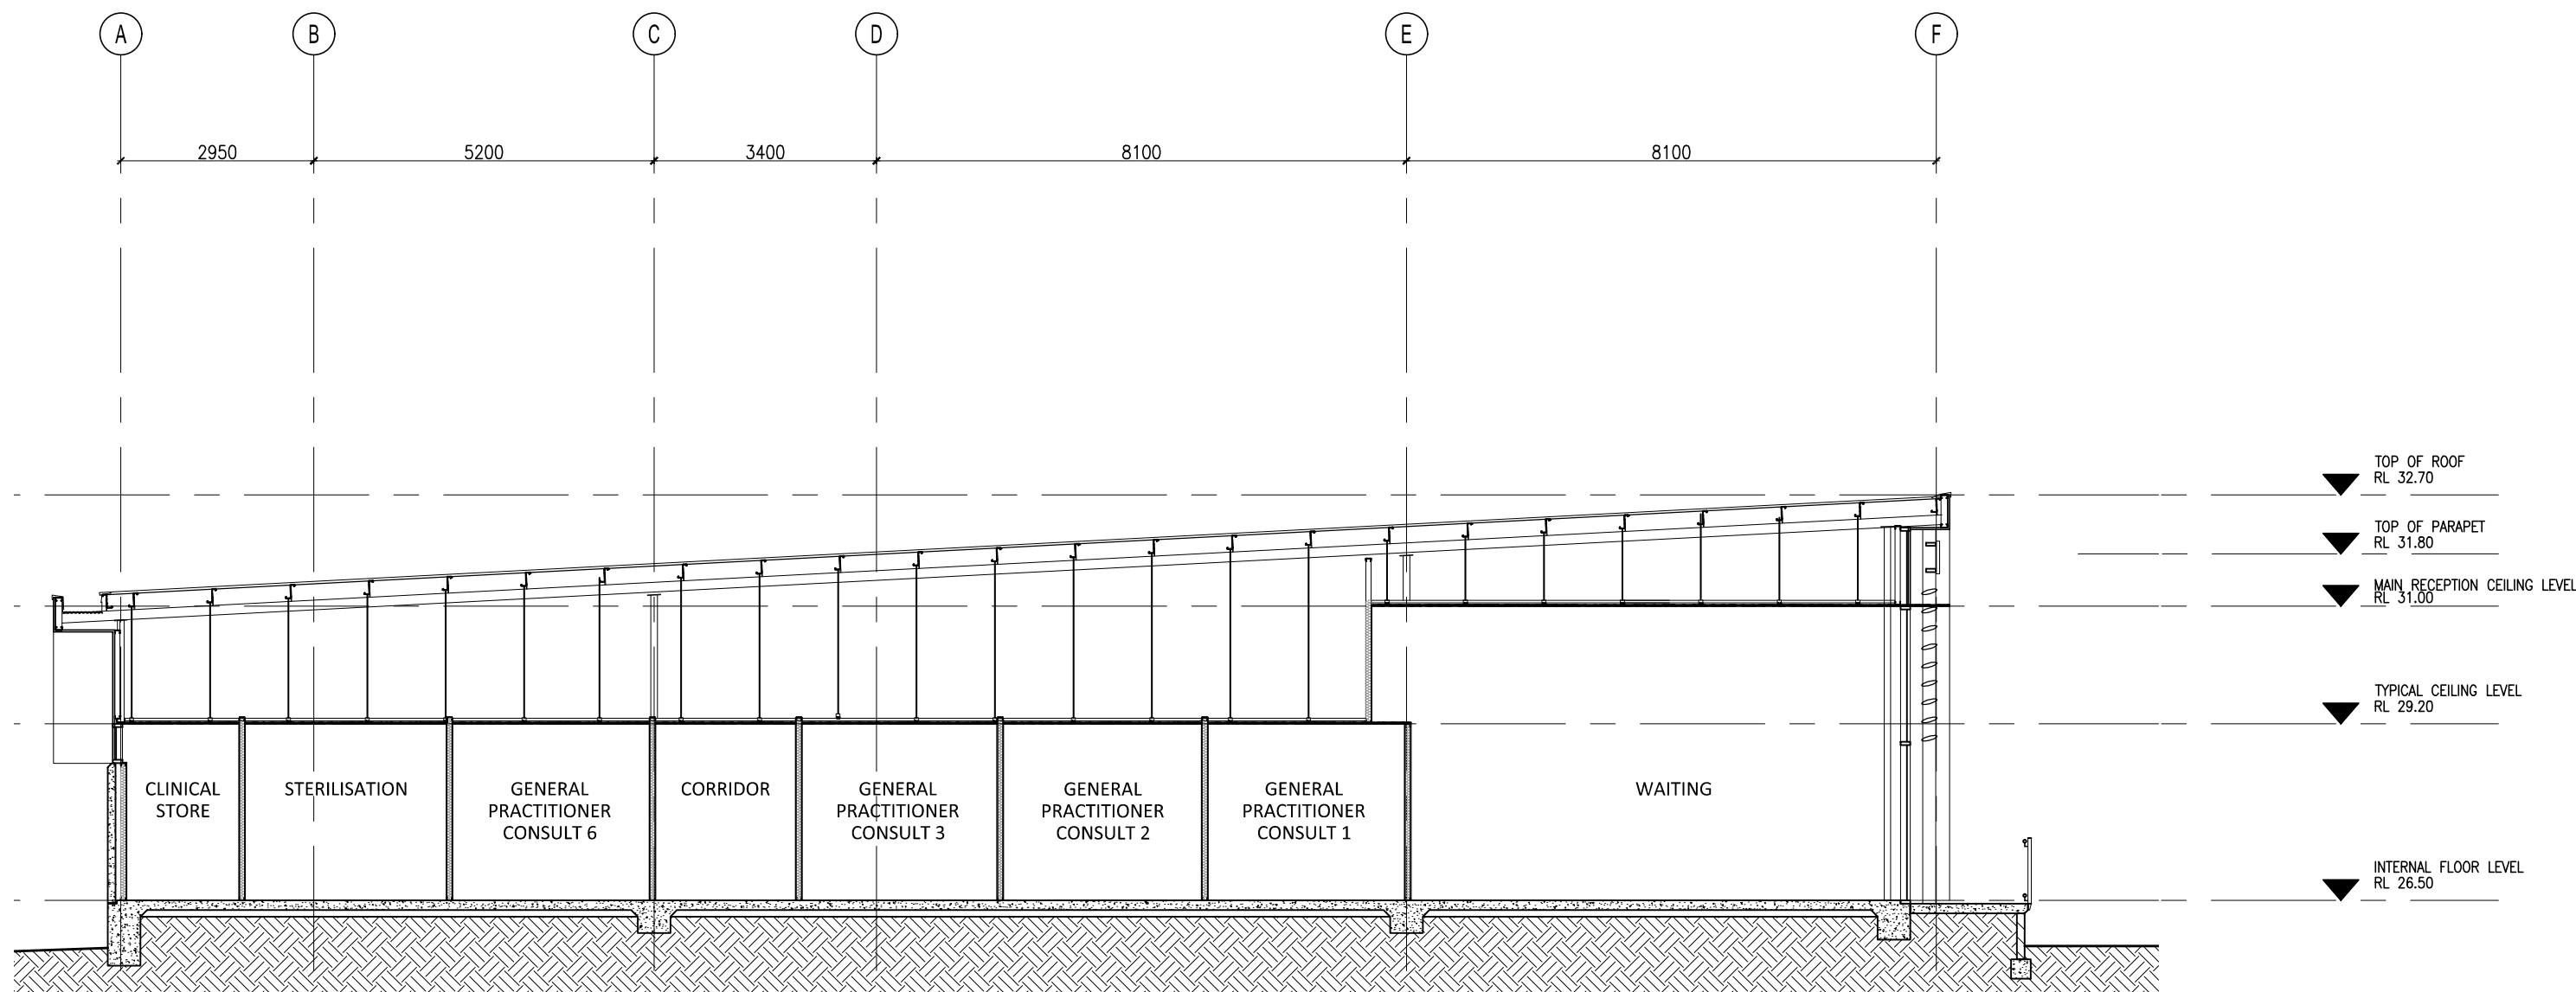 A
B
C
D
E
F
2950
5200
3400
8100
8100
TOP OF ROOF
RL 32.70
TOP OF PARAPET
RL 31.80
MAIN RECEPTION CEILING LEVEL
RL 31.00
TYPICAL CEILING LEVEL
RL 29.20
CLINICAL
STORE
STERILISATION
GENERAL
PRACTITIONER
CONSULT 6
CORRIDOR
GENERAL
PRACTITIONER
CONSULT 3
GENERAL
PRACTITIONER
CONSULT 2
GENERAL
PRACTITIONER
CONSULT 1
WAITING
INTERNAL FLOOR LEVEL
RL 26.50